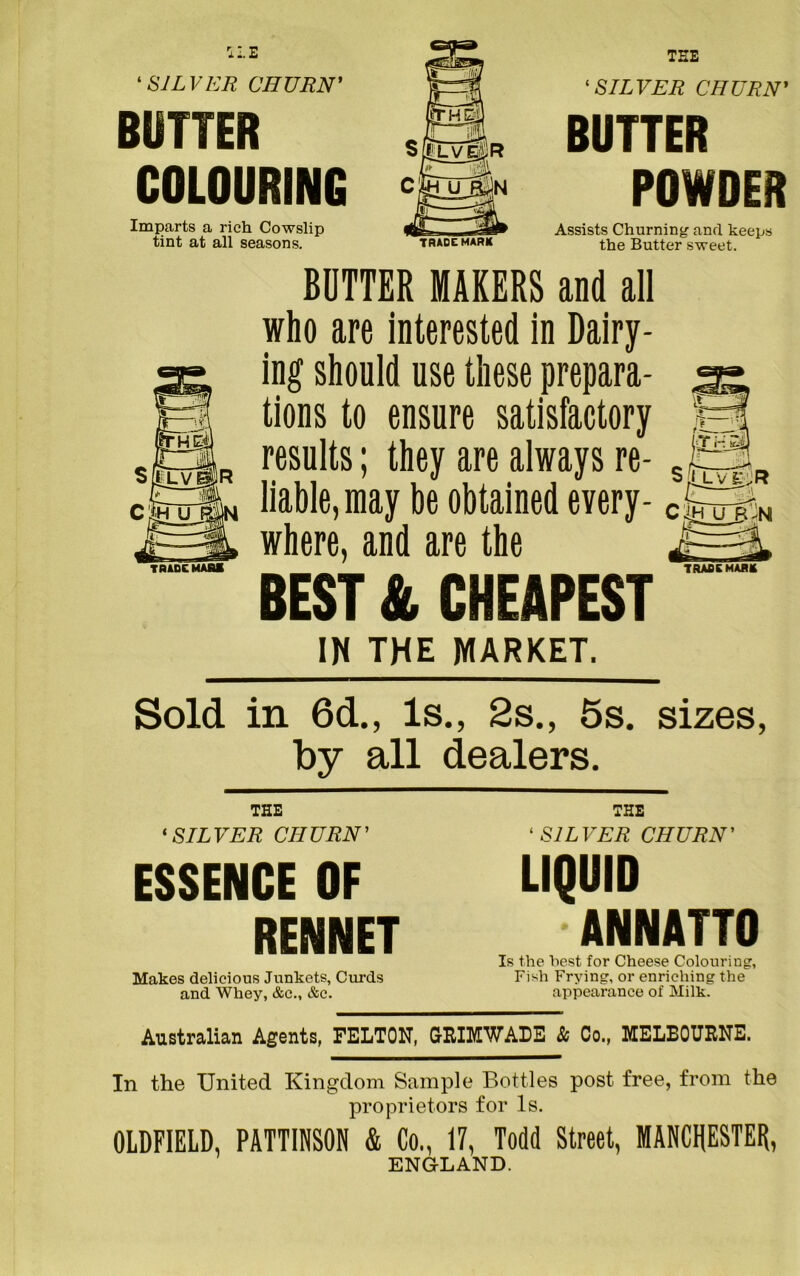 THE
'SILVER CHURN'
BUTTER
COLOURING
Imparts a rich Cowslip
tint at all seasons.
THE
SILVER
CHURN
TRADE MARK
THE
'SILVER CHURN'
BUTTER
POWDER
Assists Churning and keeps
the Butter sweet.
BUTTER MAKERS and all
who are interested in Dairy-
ing should use these prepara-
tions to ensure satisfactory
results; they are always re-
liable, may be obtained every-
where, and are the
BEST & CHEAPEST
IN THE MARKET.
THE
SILVER
CHURN
TRADE MARK
THE
SILVER
CHURN
TRADE MARK
Sold in 6d., 1s., 2s., 5s. sizes,
by all dealers.
THE
'SILVER CHURN'
ESSENCE OF
RENNET
Makes delicious Junkets, Curds
and Whey, &c., &c.
THE
'SILVER CHURN'
LIQUID
ANNATTO
Is the best for Cheese Colouring,
Fish Frying, or enriching the
appearance of Milk.
Australian Agents, FELTON, GRIMWADE & Co., MELBOURNE.
In the United Kingdom Sample Bottles post free, from the
proprietors for 1s.
OLDFIELD, PATTINSON & Co., 17, Todd Street, MANCHESTER,
ENGLAND.